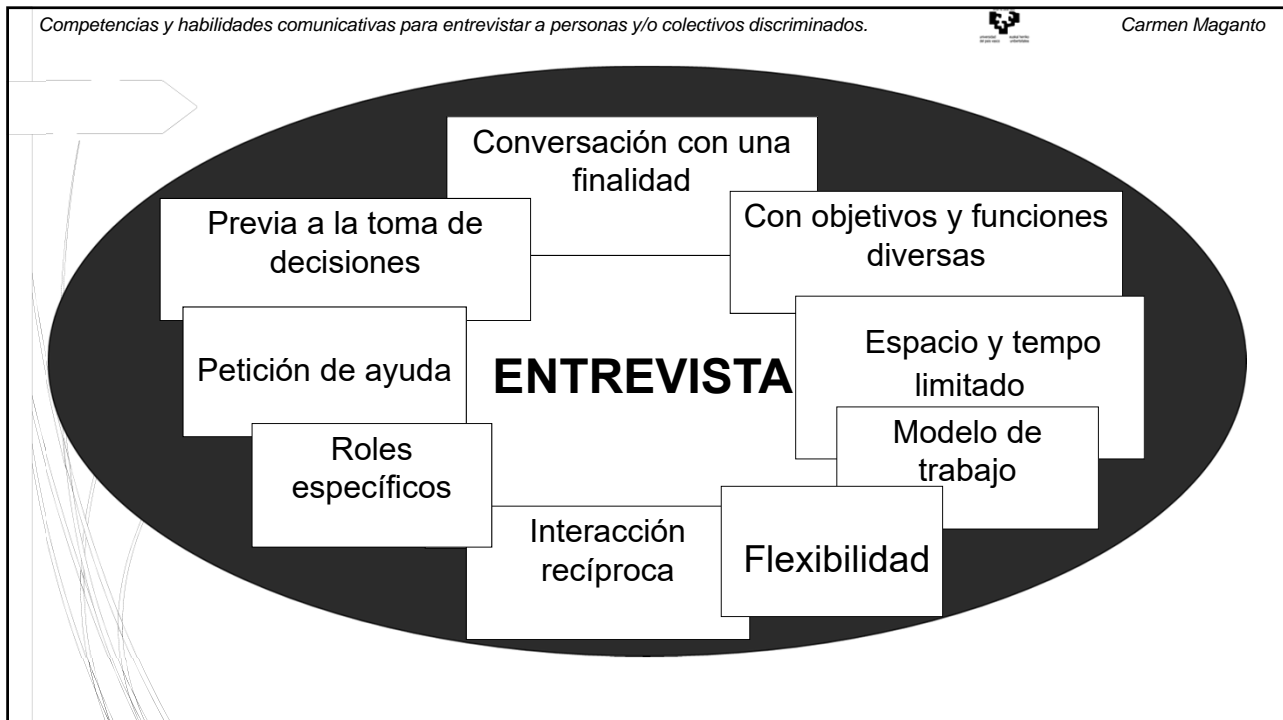 Competencias y habilidades comunicativas para entrevistar a personas y/o colectivos discriminados.
Carmen Maganto
Conversación con una
finalidad
Previa a la toma de
decisiones
Con objetivos y funciones
diversas
Petición de ayuda
ENTREVISTA
Espacio y tempo
limitado
Roles
específicos
Modelo de
trabajo
Interacción
recíproca
Flexibilidad